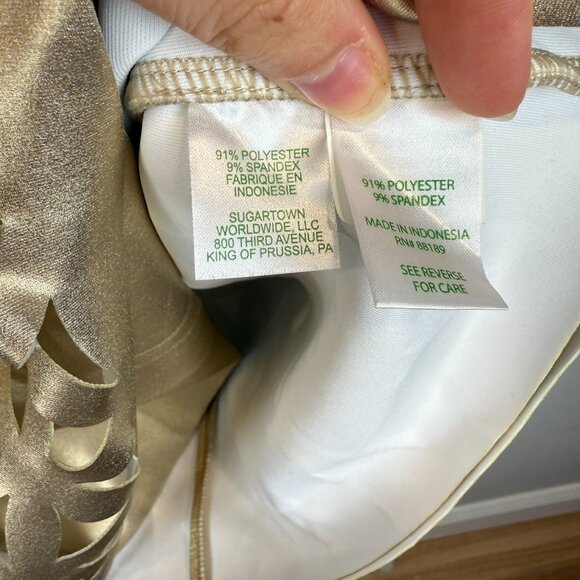 91% POLYESTER
9% SPANDEX
FABRIQUE EN
INDONESIE
SUGARTOWN
WORLDWIDE, LLC
800 THIRD AVENUE
KING OF PRUSSIA, PA
91% POLYESTER
9% SPANDEX
MADE IN INDONESIA
RN# 88189
SEE REVERSE
FOR CARE